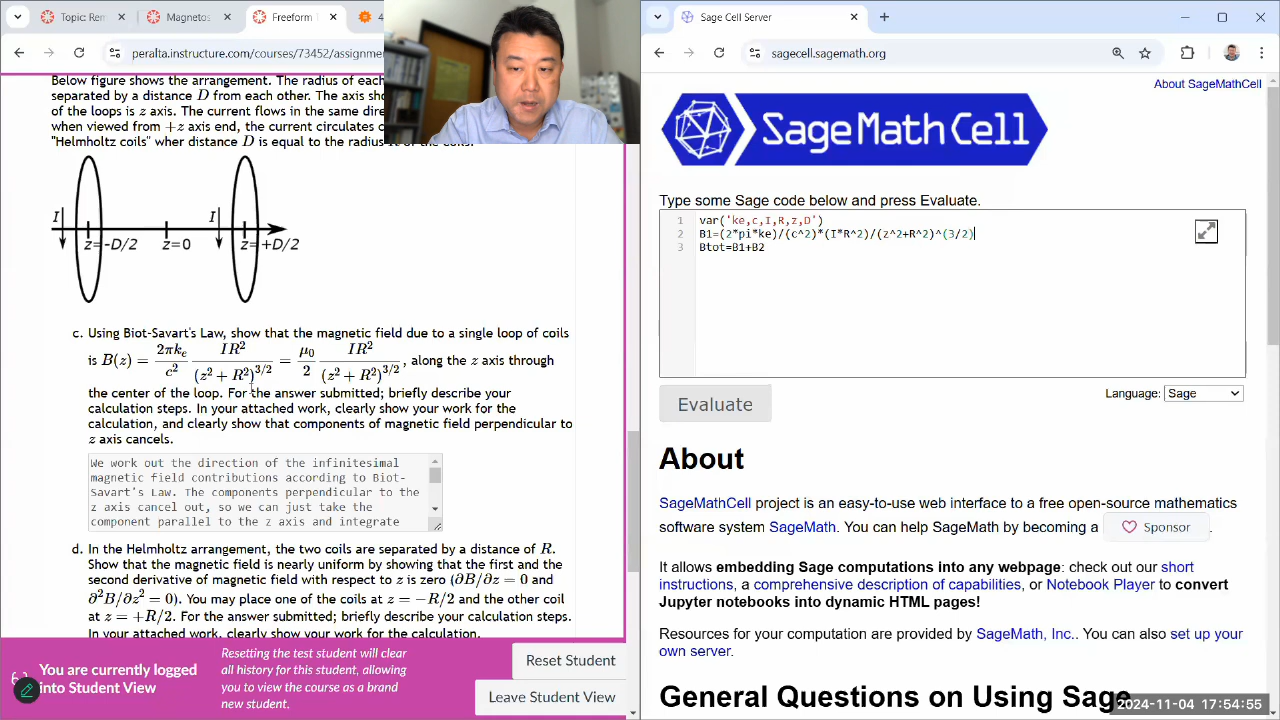 Topic: Rem
Magnetos
Freeform
4
Sage Cell Server
peralta.instructure.com/courses/73452/assignme
sagecell.sagemath.org
Below figure shows the arrangement. The radius of each
separated by a distance D from each other. The axis sho
of the loops is z axis. The current flows in the same dire
when viewed from +z axis end, the current circulates c
"Helmholtz coils" wher distance D is equal to the radius R of the coils.
I I
z=-D/2 z=0 z=+D/2
c. Using Biot-Savart's Law, show that the magnetic field due to a single loop of coils
is B(z) = 2πk_e/c² IR²/(z² + R²)^{3/2} = μ₀/2 IR²/(z² + R²)^{3/2}, along the z axis through
the center of the loop. For the answer submitted; briefly describe your
calculation steps. In your attached work, clearly show your work for the
calculation, and clearly show that components of magnetic field perpendicular to
z axis cancels.
We work out the direction of the infinitesimal
magnetic field contributions according to Biot-
Savart's Law. The components perpendicular to the
z axis cancel out, so we can just take the
component parallel to the z axis and integrate
d. In the Helmholtz arrangement, the two coils are separated by a distance of R.
Show that the magnetic field is nearly uniform by showing that the first and the
second derivative of magnetic field with respect to z is zero (∂B/∂z = 0 and
∂²B/∂z² = 0). You may place one of the coils at z = −R/2 and the other coil
at z = +R/2. For the answer submitted; briefly describe your calculation steps.
In your attached work, clearly show your work for the calculation.
You are currently logged
into Student View
Resetting the test student will clear
all history for this student, allowing
you to view the course as a brand
new student.
Reset Student
Leave Student View
About SageMathCell
SageMathCell
Type some Sage code below and press Evaluate.
1 var('ke,c,I,R,z,D')
2 B1=(2*pi*ke)/(c^2)*(I*R^2)/(z^2+R^2)^(3/2)
3 Btot=B1+B2
Evaluate
Language: Sage
About
SageMathCell project is an easy-to-use web interface to a free open-source mathematics
software system SageMath. You can help SageMath by becoming a Sponsor.
It allows embedding Sage computations into any webpage: check out our short
instructions, a comprehensive description of capabilities, or Notebook Player to convert
Jupyter notebooks into dynamic HTML pages!
Resources for your computation are provided by SageMath, Inc.. You can also set up your
own server.
General Questions on Using Sage
2024-11-04 17:54:55